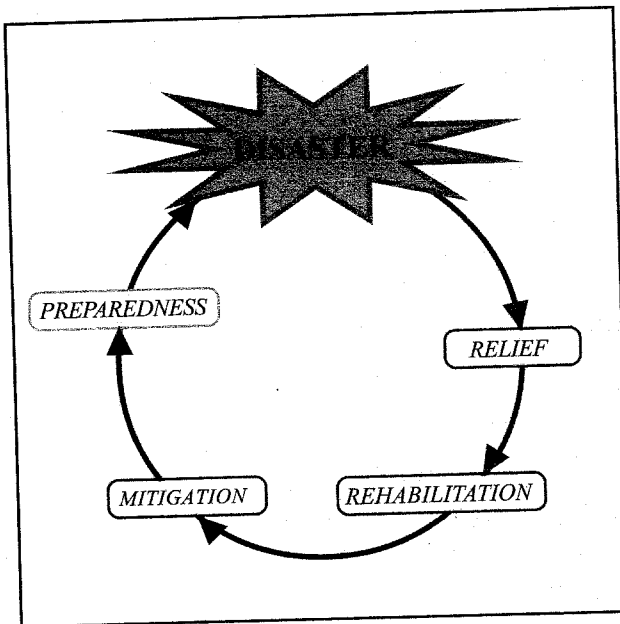 DISASTER
PREPAREDNESS
RELIEF
MITIGATION
REHABILITATION